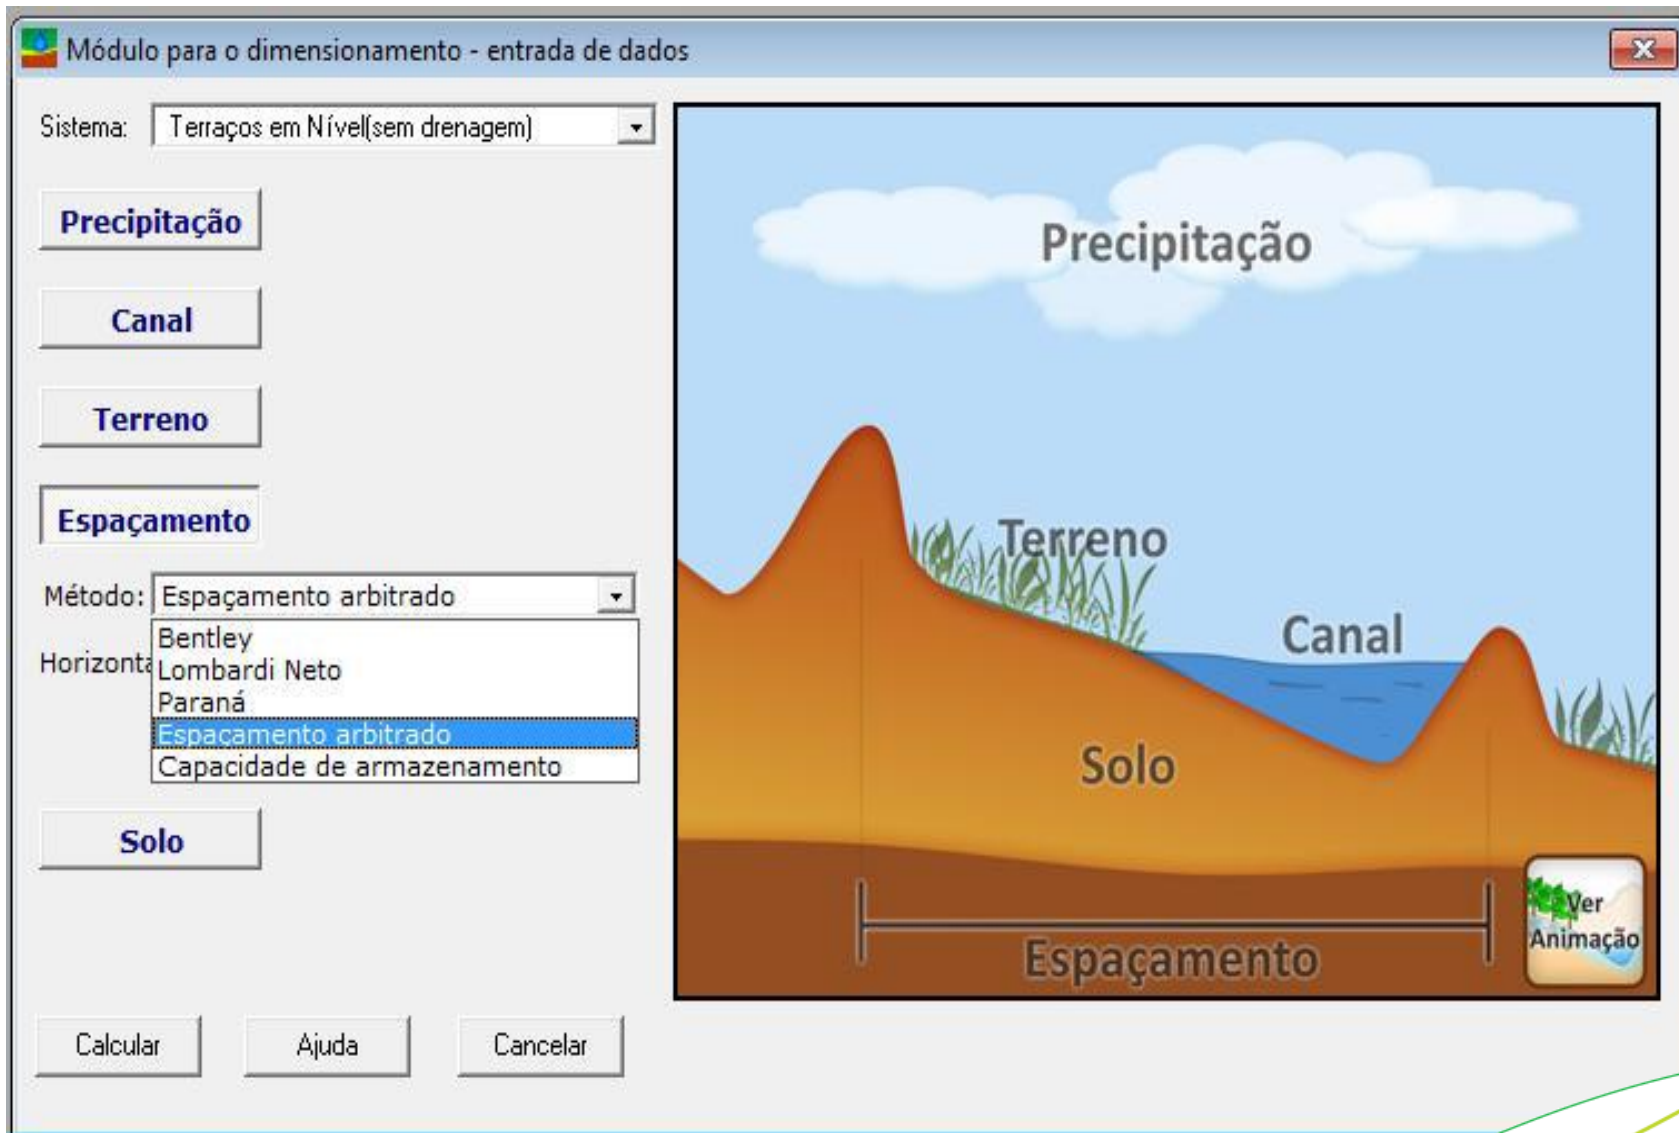 Módulo para o dimensionamento - entrada de dados
Sistema: Terraços em Nível(sem drenagem)
Precipitação
Canal
Terreno
Espaçamento
Método: Espaçamento arbitrado
Bentley
Horizonta
Lombardi Neto
Paraná
Espaçamento arbitrado
Capacidade de armazenamento
Solo
Calcular Ajuda Cancelar
Precipitação
Terreno
Canal
Solo
Espaçamento
Ver
Animação